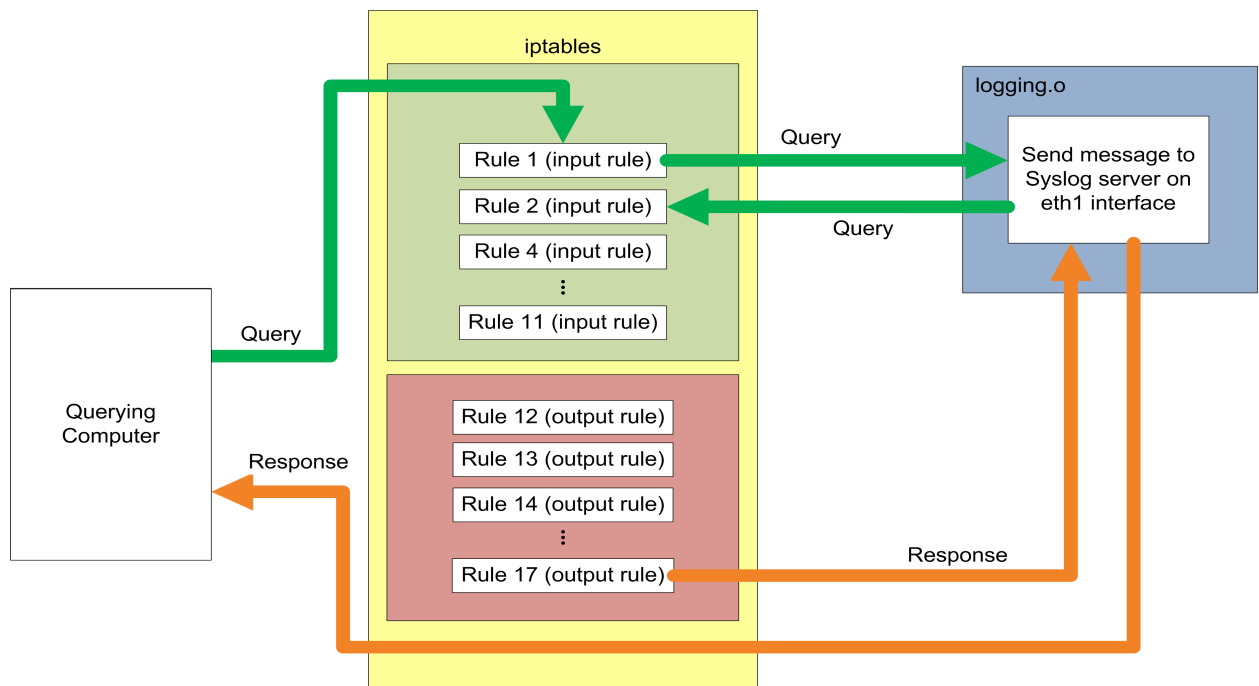 iptables
Rule 1 (input rule)
Rule 2 (input rule)
Rule 4 (input rule)
⋮
Rule 11 (input rule)
Rule 12 (output rule)
Rule 13 (output rule)
Rule 14 (output rule)
⋮
Rule 17 (output rule)
Query
Querying
Computer
Response
Query
Query
Response
logging.o
Send message to
Syslog server on
eth1 interface